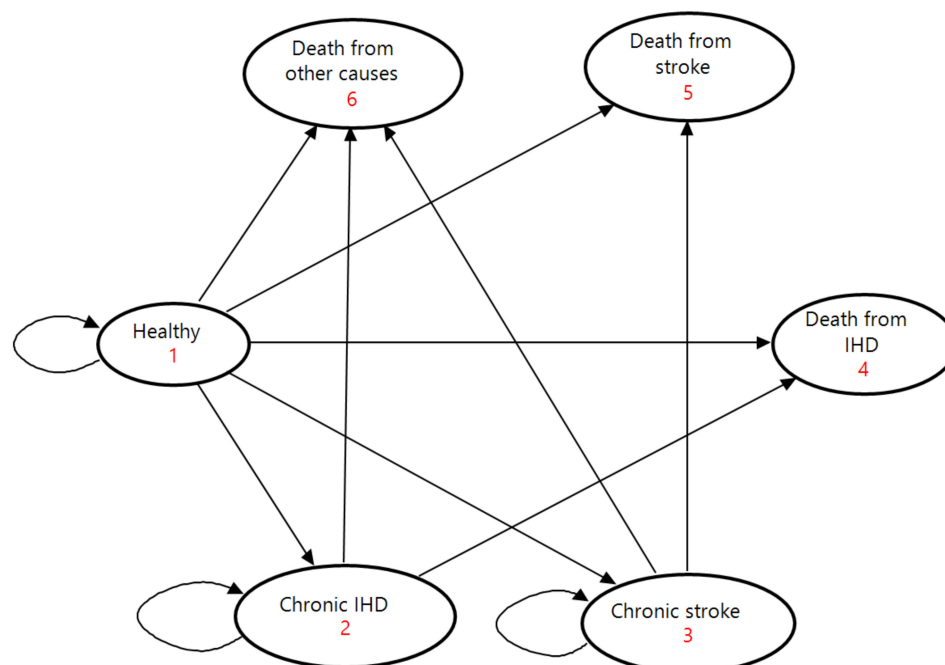 Death from
other causes
6
Death from
stroke
5
Healthy
1
Death from
IHD
4
Chronic IHD
2
Chronic stroke
3